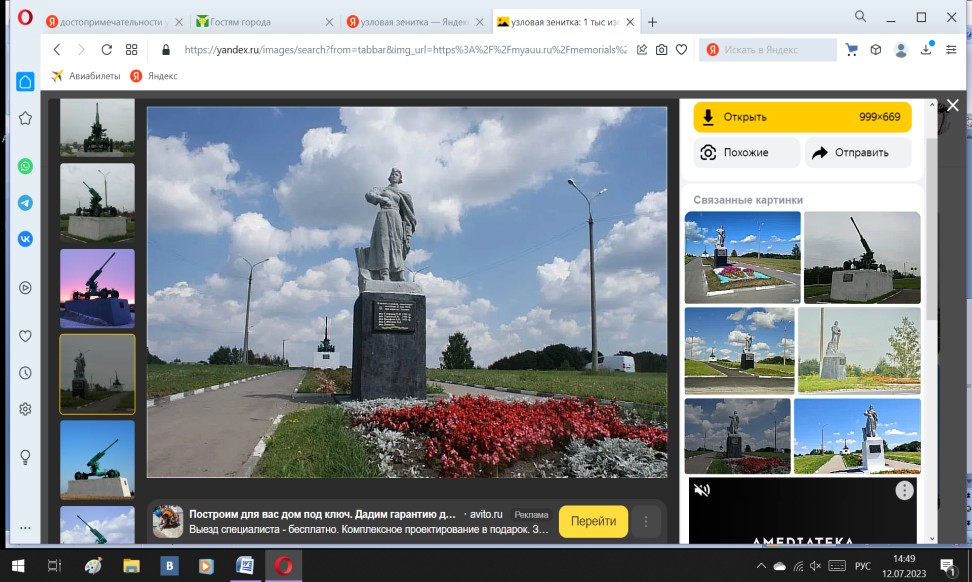 достопримечательности у
Гостям города
узловая зенитка — Яндек
узловая зенитка: 1 тыс изо
https://yandex.ru/images/search?from=tabbar&img_url=https%3A%2F%2Fmyauu.ru%2Fmemorials%2
Искать в Яндекс
Авиабилеты
Яндекс
Открыть 999×669
Похожие
Отправить
Связанные картинки
Построим для вас дом под ключ. Дадим гарантию д... · avito.ru Реклама
Выезд специалиста - бесплатно. Комплексное проектирование в подарок. З...
Перейти
AMEDIATEKA
РУС
14:49
12.07.2023
1